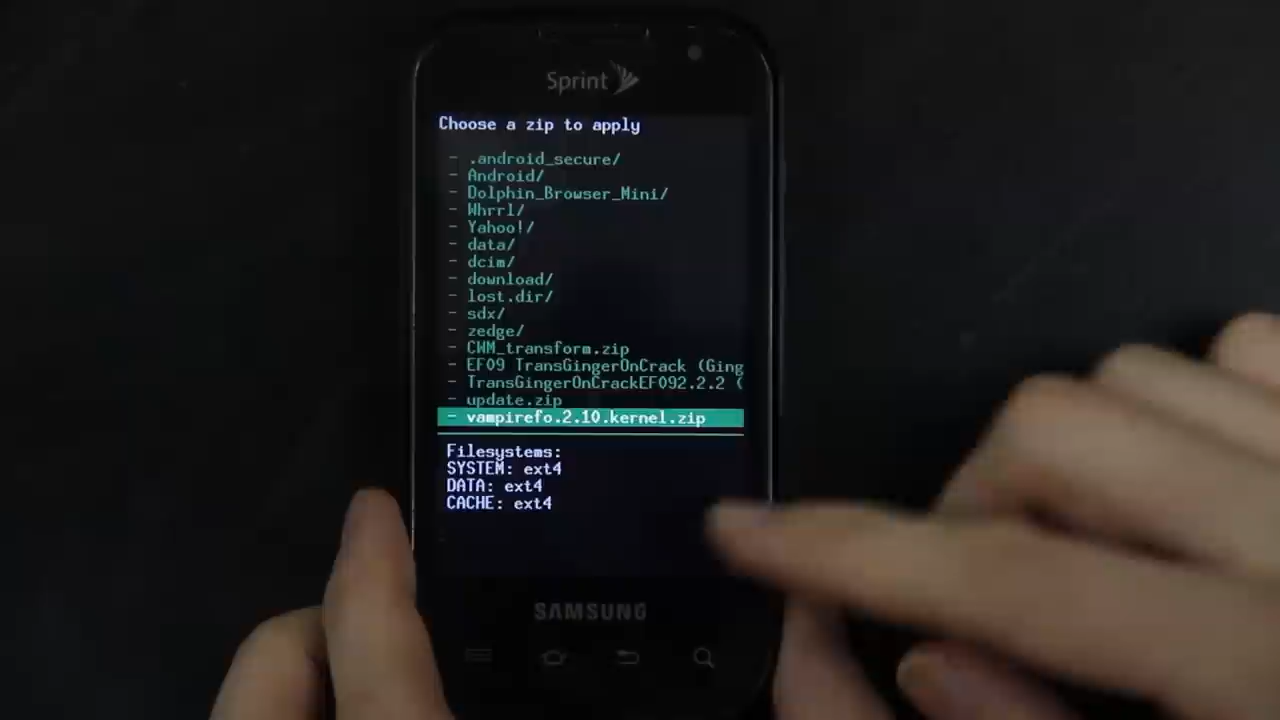 Sprint
Choose a zip to apply
- .android_secure/
- Android/
- Dolphin_Browser_Mini/
- Whrrl/
- Yahoo!/
- data/
- dcim/
- download/
- lost.dir/
- sdx/
- zedge/
- CWM_transform.zip
- EF09 TransGingerOnCrack (Ging
- TransGingerOnCrackEF092.2.2 (
- update.zip
- vampirefo.2.10.kernel.zip
Filesystems:
SYSTEM: ext4
DATA: ext4
CACHE: ext4
SAMSUNG